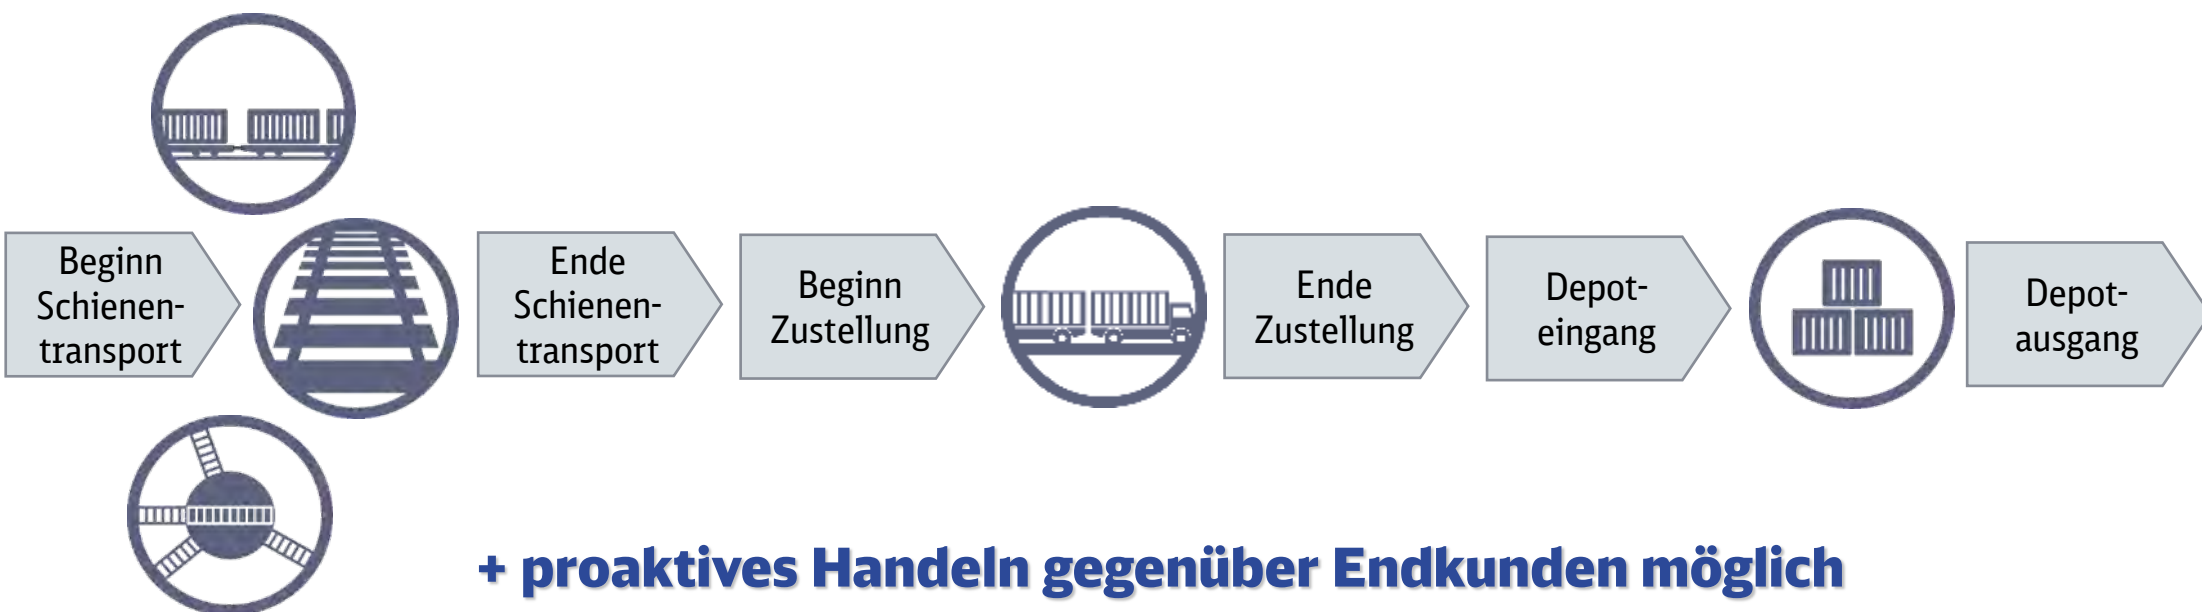 Beginn
Schienen-
transport
Ende
Schienen-
transport
Beginn
Zustellung
Ende
Zustellung
Depot-
eingang
Depot-
ausgang
+ proaktives Handeln gegenüber Endkunden möglich